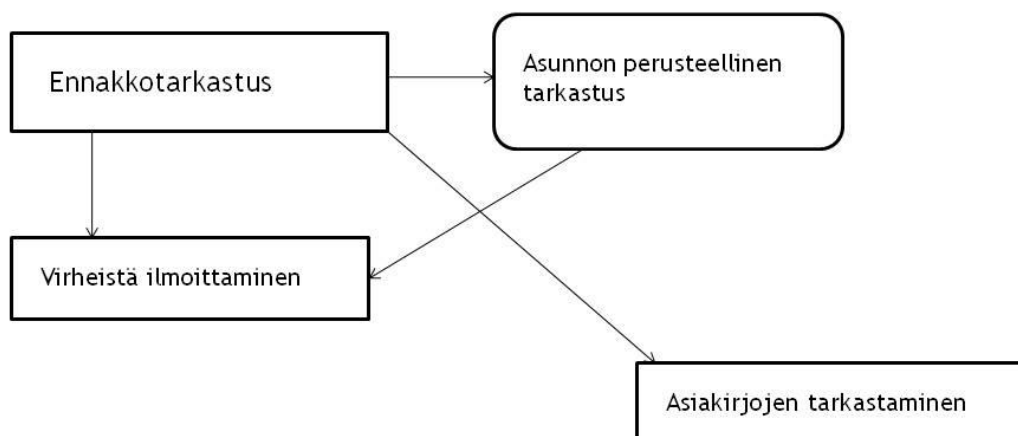 Ennakkotarkastus
Asunnon perusteellinen
tarkastus
Virheistä ilmoittaminen
Asiakirjojen tarkastaminen